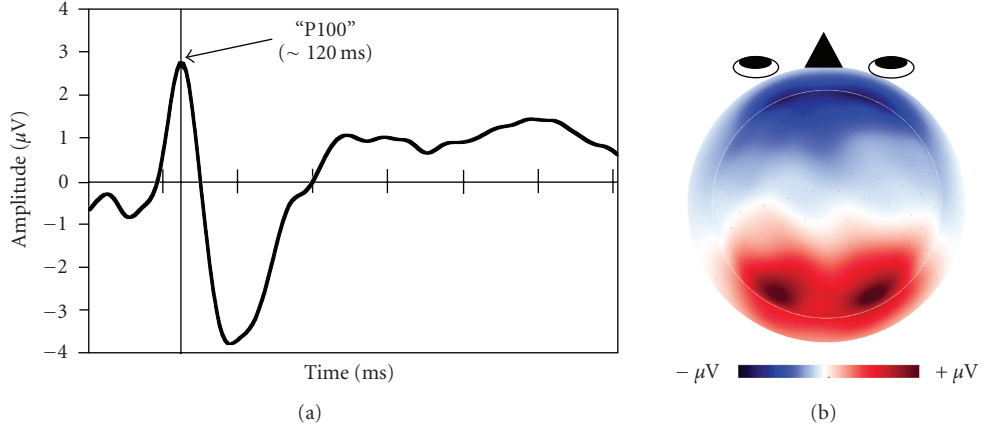 4
3
2
1
0
−1
−2
−3
−4
Amplitude (μV)
“P100”
(∼ 120 ms)
Time (ms)
(a)
− μV
+ μV
(b)